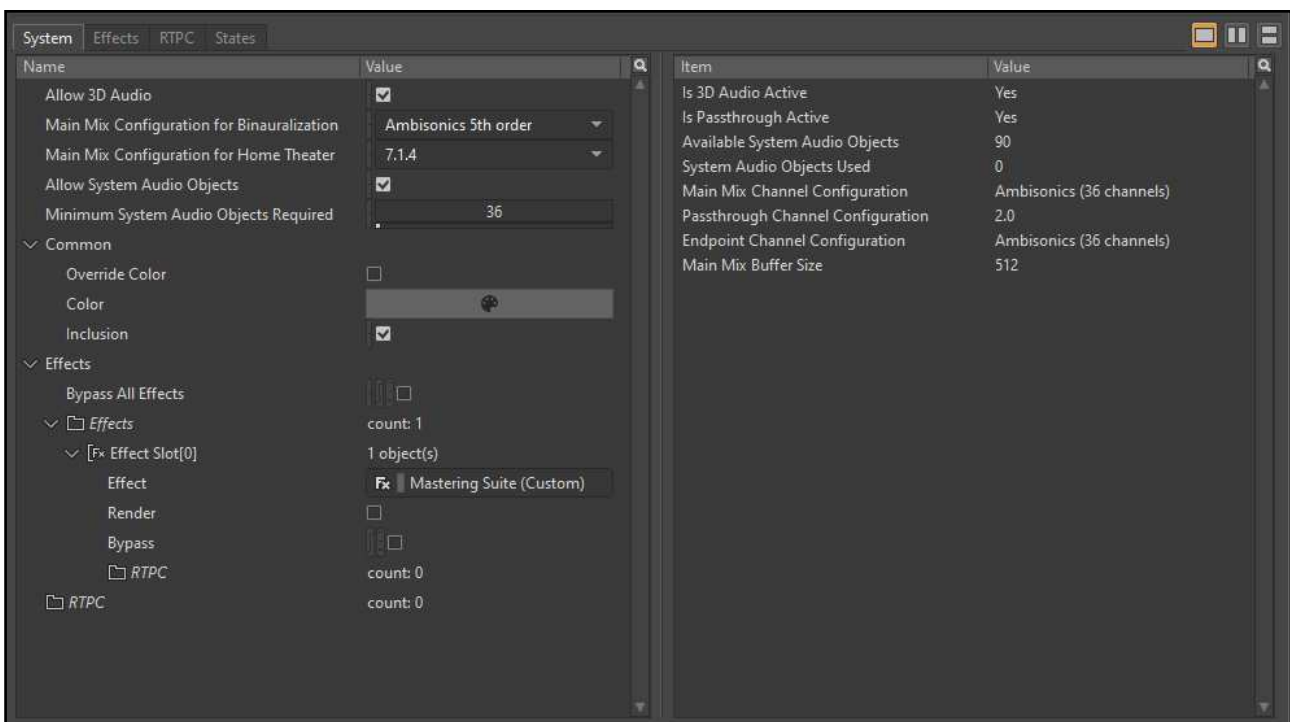 System Effects RTPC States
Name Value
Allow 3D Audio
Main Mix Configuration for Binauralization Ambisonics 5th order
Main Mix Configuration for Home Theater 7.1.4
Allow System Audio Objects
Minimum System Audio Objects Required 36
Common
Override Color
Color
Inclusion
Effects
Bypass All Effects
Effects count: 1
Fx Effect Slot[0] 1 object(s)
Effect Fx Mastering Suite (Custom)
Render
Bypass
RTPC count: 0
RTPC count: 0
Item Value
Is 3D Audio Active Yes
Is Passthrough Active Yes
Available System Audio Objects 90
System Audio Objects Used 0
Main Mix Channel Configuration Ambisonics (36 channels)
Passthrough Channel Configuration 2.0
Endpoint Channel Configuration Ambisonics (36 channels)
Main Mix Buffer Size 512